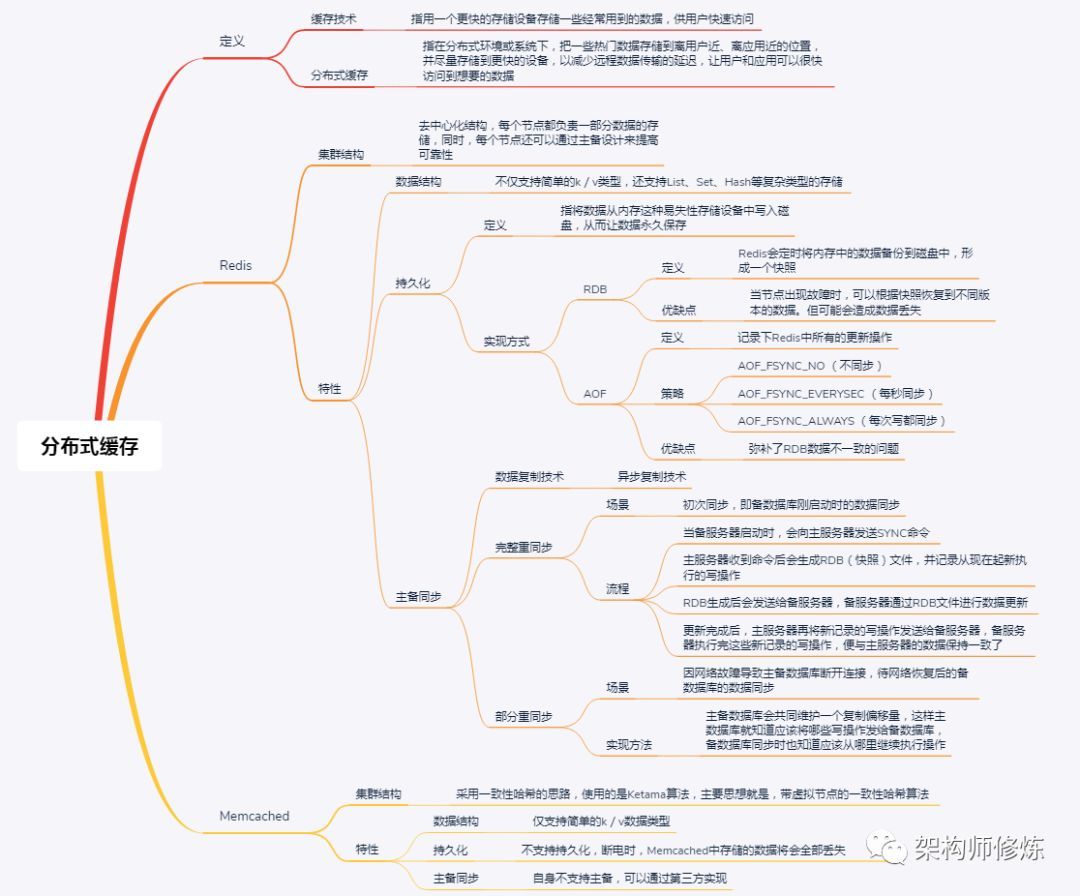 定义
缓存技术
指用一个更快的存储设备存储一些经常用到的数据，供用户快速访问
分布式缓存
指在分布式环境或系统下，把一些热门数据存储到离用户近、离应用近的位置，
并尽量存储到更快的设备，以减少远程数据传输的延迟，让用户和应用可以很快
访问到想要的数据
Redis
集群结构
去中心化结构，每个节点都负责一部分数据的存
储，同时，每个节点还可以通过主备设计来提高
可靠性
特性
数据结构
不仅支持简单的k / v类型，还支持List、Set、Hash等复杂类型的存储
持久化
定义
指将数据从内存这种易失性存储设备中写入磁
盘，从而让数据永久保存
实现方式
RDB
定义
Redis会定时将内存中的数据备份到磁盘中，形
成一个快照
优缺点
当节点出现故障时，可以根据快照恢复到不同版
本的数据。但可能会造成数据丢失
AOF
定义
记录下Redis中所有的更新操作
策略
AOF_FSYNC_NO（不同步）
AOF_FSYNC_EVERYSEC（每秒同步）
AOF_FSYNC_ALWAYS（每次写都同步）
优缺点
弥补了RDB数据不一致的问题
主备同步
数据复制技术
异步复制技术
完整重同步
场景
初次同步，即备数据库刚启动时的数据同步
流程
当备服务器启动时，会向主服务器发送SYNC命令
主服务器收到命令后会生成RDB（快照）文件，并记录从现在起新执
行的写操作
RDB生成后会发送给备服务器，备服务器通过RDB文件进行数据更新
更新完成后，主服务器再将新记录的写操作发送给备服务器，备服务
器执行完这些新记录的写操作，便与主服务器的数据保持一致了
部分重同步
场景
因网络故障导致主备数据库断开连接，待网络恢复后的备
数据库的数据同步
实现方法
主备数据库会共同维护一个复制偏移量，这样主
数据库就知道应该将哪些写操作发给备数据库，
备数据库同步时也知道应该从哪里继续执行操作
分布式缓存
Memcached
集群结构
采用一致性哈希的思路，使用的是Ketama算法，主要思想就是，带虚拟节点的一致性哈希算法
特性
数据结构
仅支持简单的k / v数据类型
持久化
不支持持久化，断电时，Memcached中存储的数据将会全部丢失
主备同步
自身不支持主备，可以通过第三方实现
架构师修炼